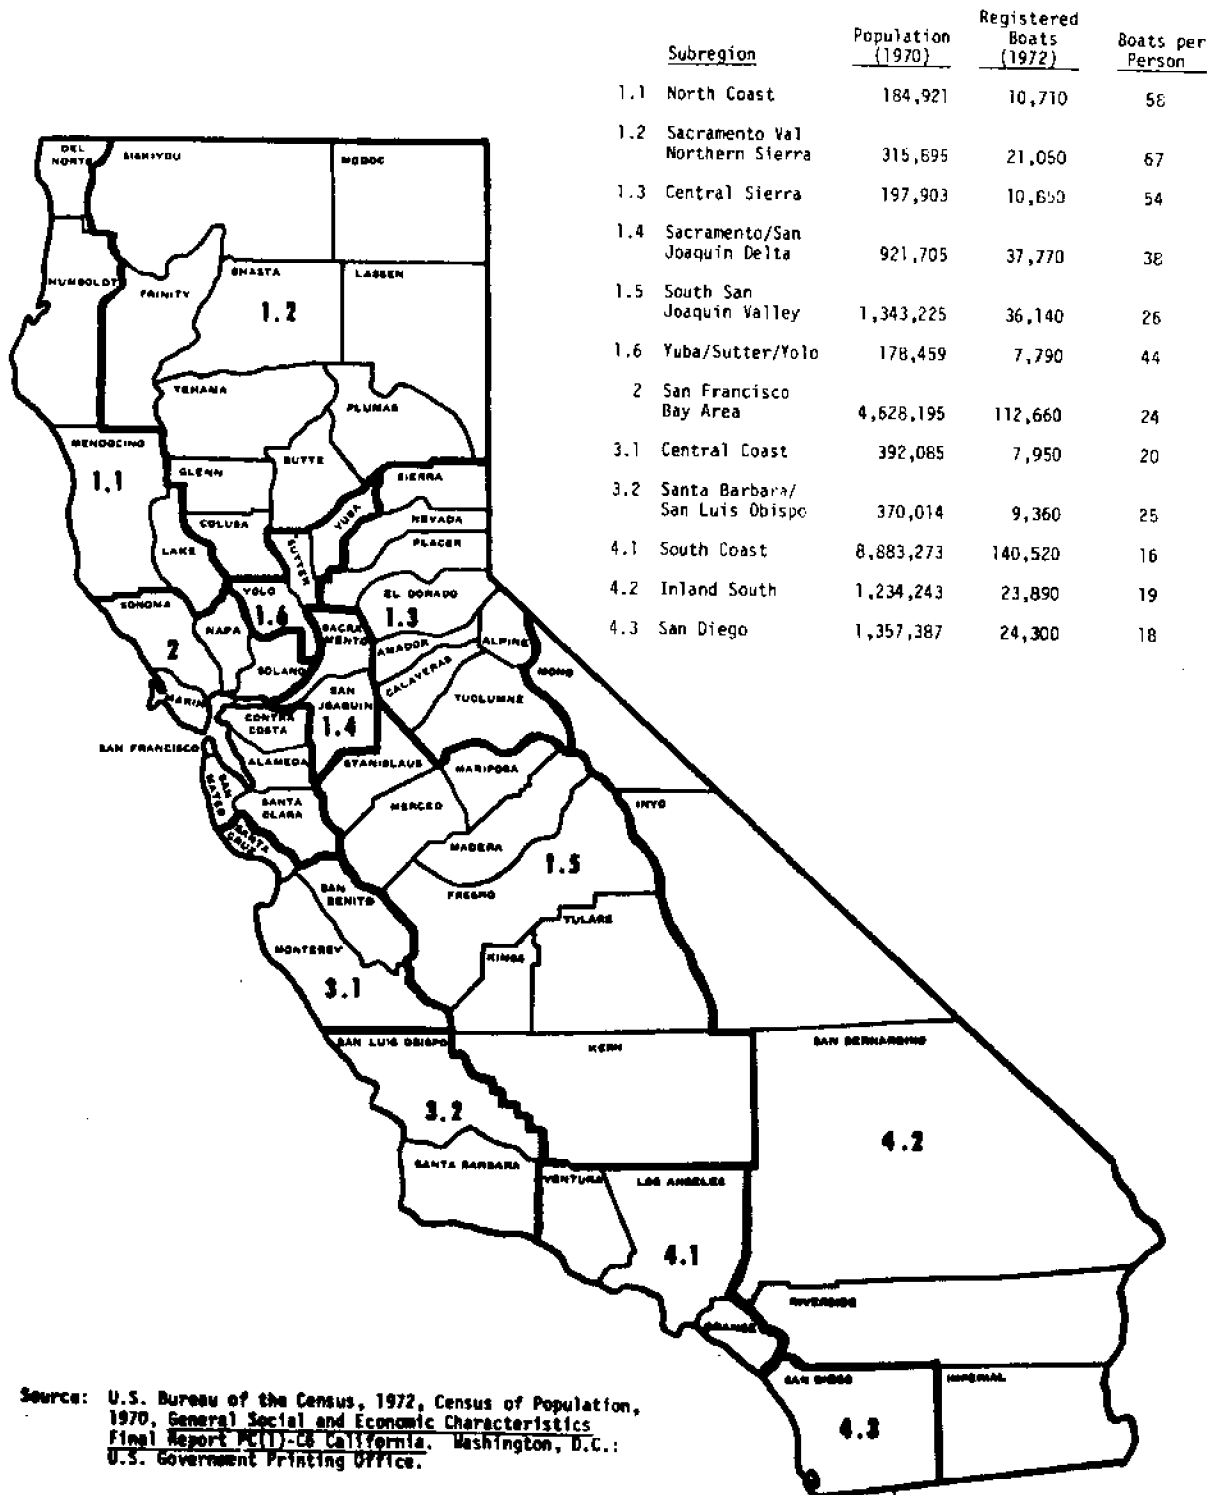 Subregion Population (1970) Registered Boats (1972) Boats per Person
1.1 North Coast 184,921 10,710 58
1.2 Sacramento Val
Northern Sierra 315,895 21,060 67
1.3 Central Sierra 197,903 54
1.4 Sacramento/San
Joaquin Delta 921,705 37,770 38
1.5 South San
Joaquin Valley 1,343,225 36,140 26
1.6 Yuba/Sutter/Yolo 178,459 7,790 44
2 San Francisco
Bay Area 4,628,195 112,660 24
3.1 Central Coast 392,085 7,950 20
3.2 Santa Barbara/
San Luis Obispo 370,014 9,360 25
4.1 South Coast 8,883,273 140,520 16
4.2 Inland South 1,234,243 23,890 19
4.3 San Diego 1,357,387 24,300 18
DEL
NORTE
SISKIYOU
MODOC
HUMBOLDT
TRINITY
SHASTA
LASSEN
1.2
TEHAMA
PLUMAS
MENDOCINO
1.1
GLENN
BUTTE
SIERRA
COLUSA
YUBA
NEVADA
LAKE
SUTTER
PLACER
SONOMA
YOLO
1.6
EL DORADO
1.3
NAPA
SACRA
MENTO
AMADOR
ALPINE
2
SOLANO
CALAVERAS
MONO
MARIN
SAN
JOAQUIN
1.4
TUOLUMNE
CONTRA
COSTA
SAN FRANCISCO
ALAMEDA
STANISLAUS
MARIPOSA
SAN
MATEO
SANTA
CLARA
MERCED
INYO
SANTA
CRUZ
MADERA
1.5
SAN
BENITO
FRESNO
TULARE
MONTEREY
KINGS
3.1
SAN LUIS OBISPO
KERN
SAN BERNARDINO
3.2
4.2
SANTA BARBARA
VENTURA
LOS ANGELES
4.1
RIVERSIDE
ORANGE
SAN DIEGO
IMPERIAL
4.3
Source: U.S. Bureau of the Census, 1972, Census of Population,
1970, General Social and Economic Characteristics
Final Report PC(1)-C6 California. Washington, D.C.:
U.S. Government Printing Office.